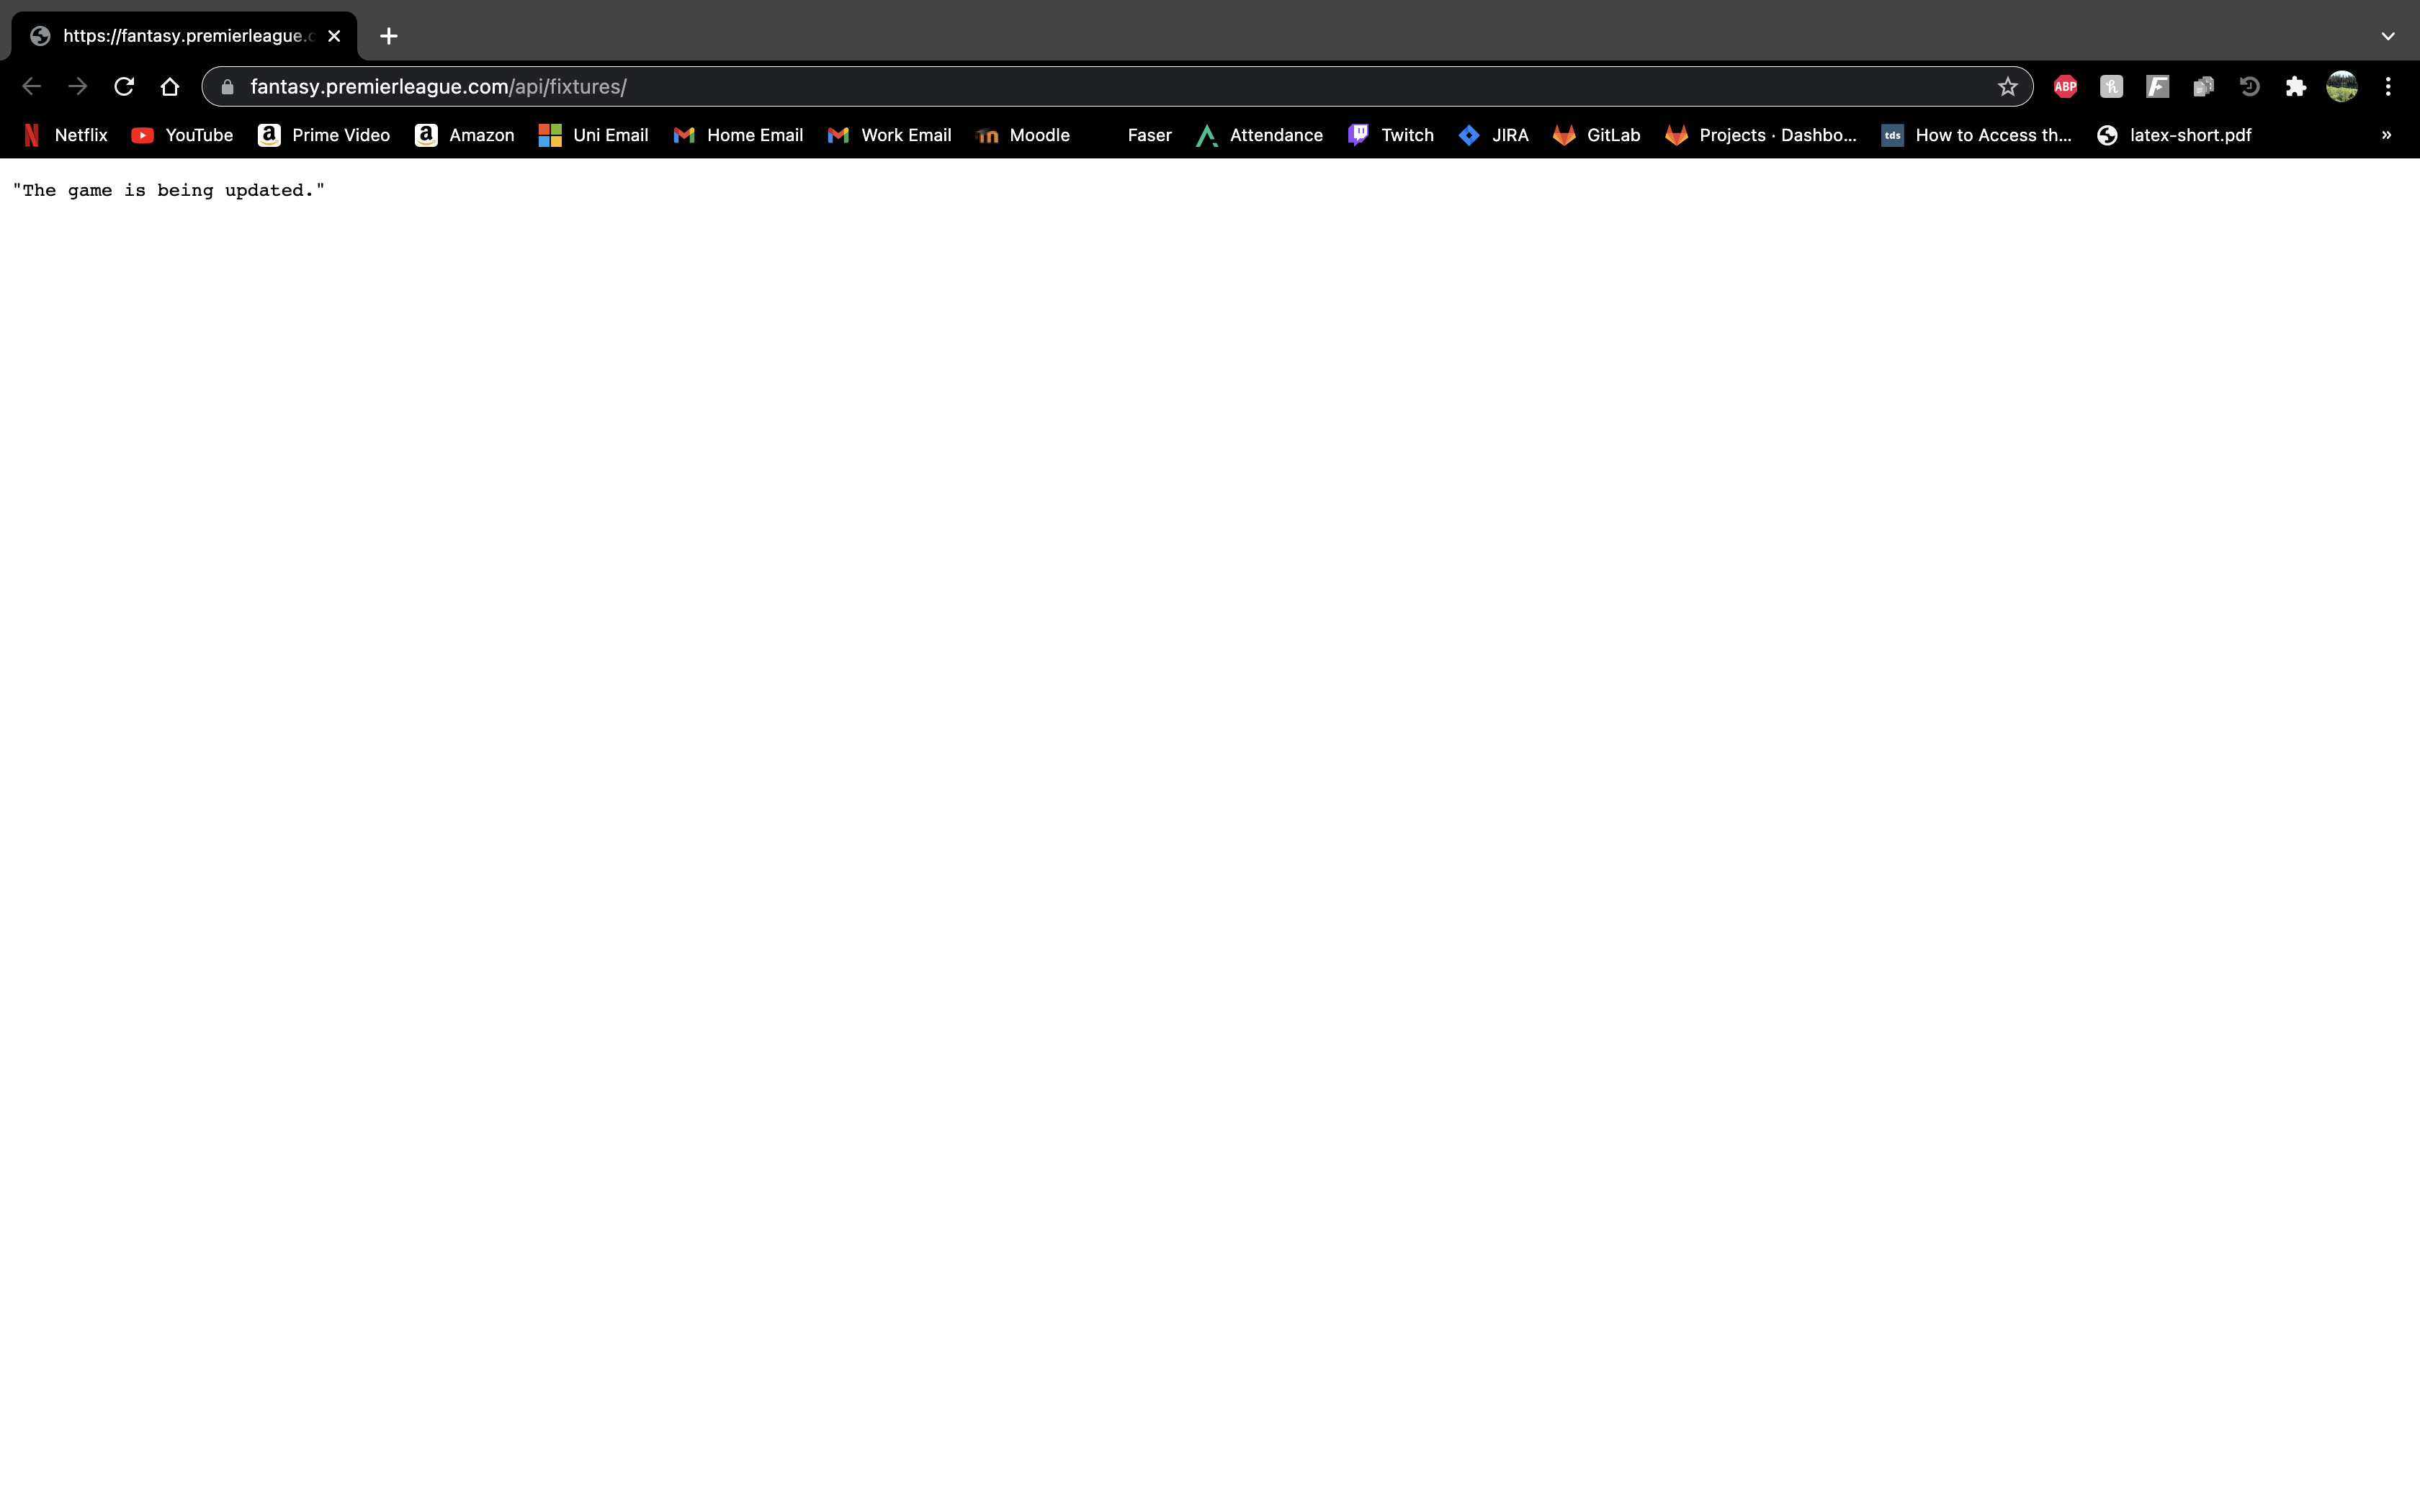 https://fantasy.premierleague.c
fantasy.premierleague.com/api/fixtures/
ABP
Netflix YouTube Prime Video Amazon Uni Email Home Email Work Email Moodle Faser Attendance Twitch JIRA GitLab Projects · Dashbo... tds How to Access th... latex-short.pdf »
"The game is being updated."